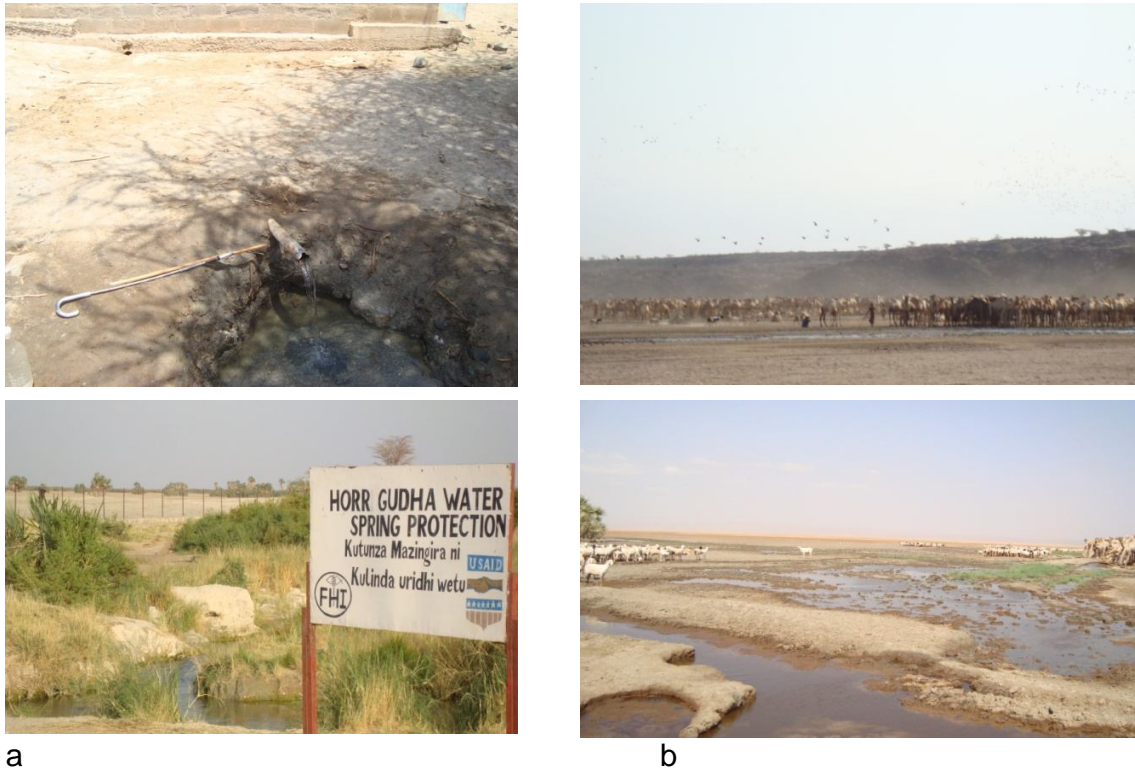 HORR GUDHA WATER
SPRING PROTECTION
Kutunza Mazingira ni
Kulinda uridhi wetu
FHI
USAID
a
b